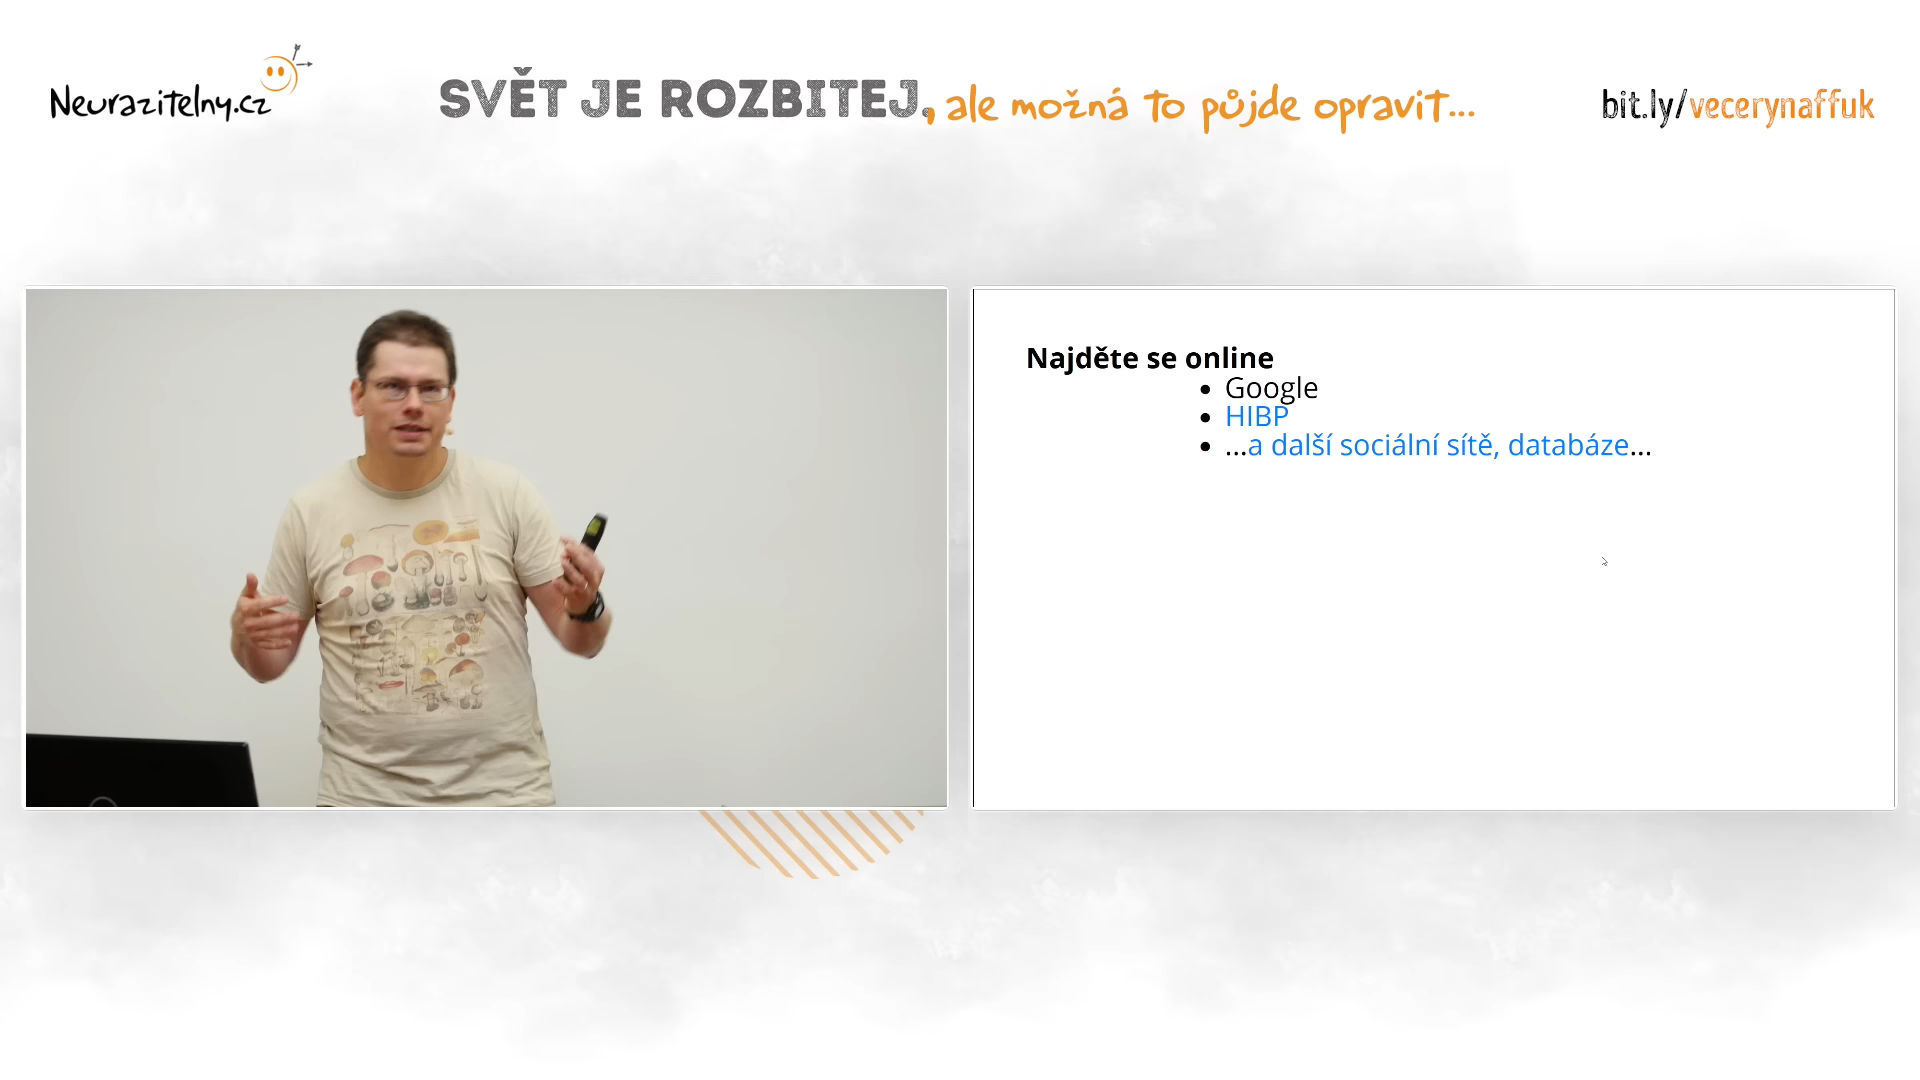 Neurazitelny.cz
SVĚT JE ROZBITEJ, ale možná to půjde opravit...
bit.ly/vecerynaffuk
Najděte se online
• Google
• HIBP
• ...a další sociální sítě, databáze...